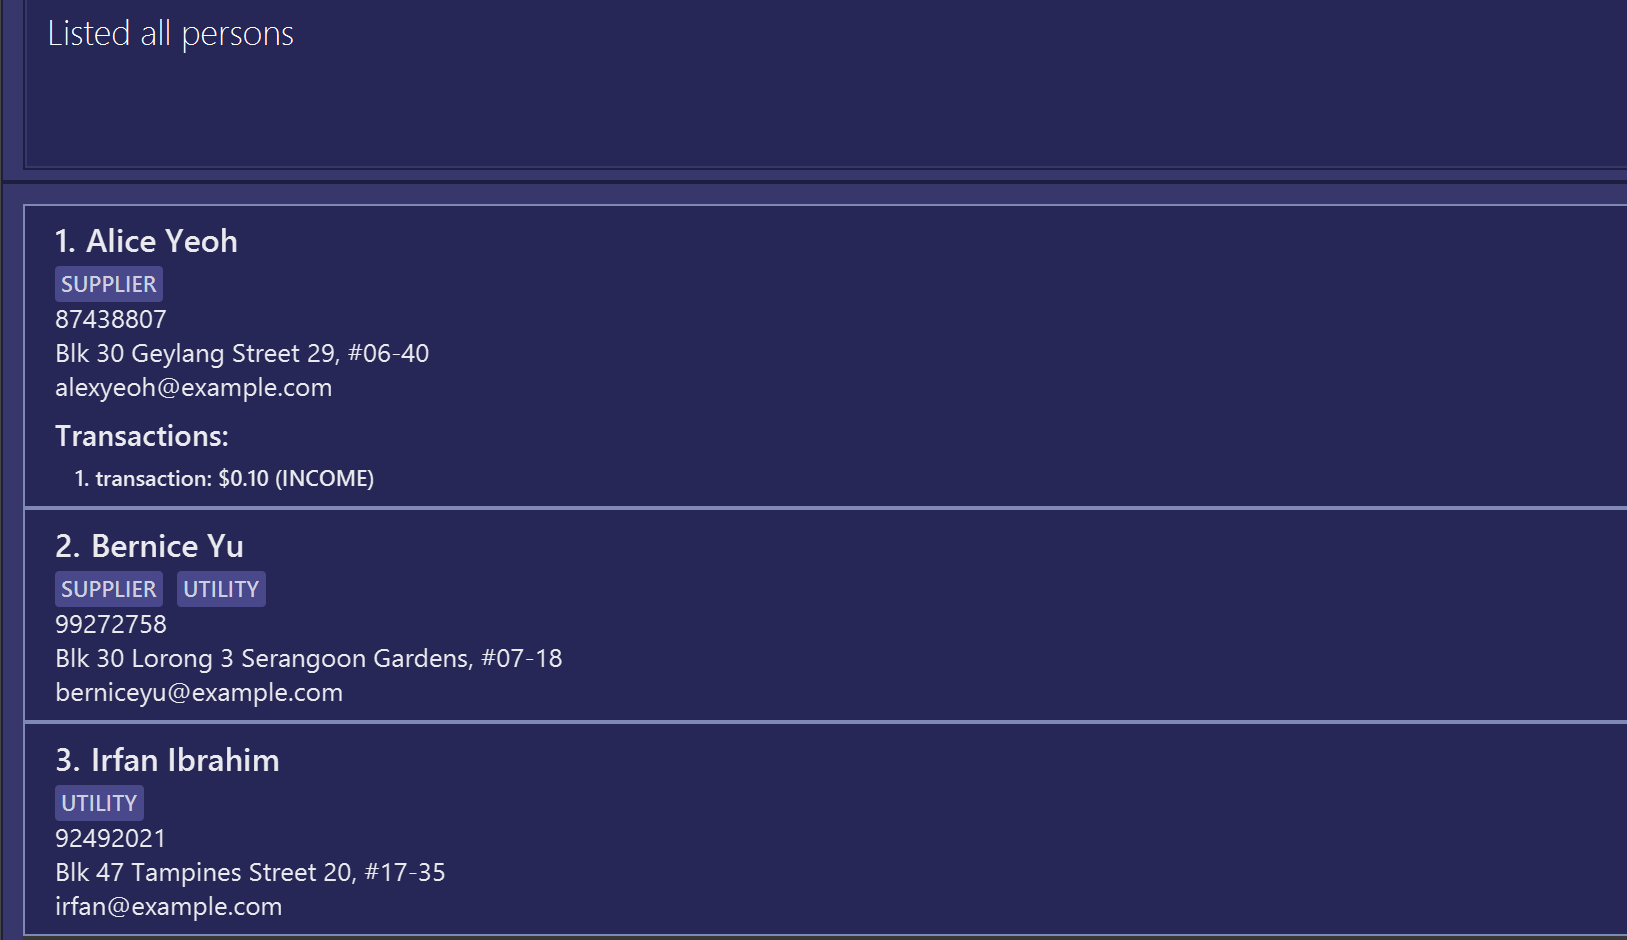 Listed all persons
1. Alice Yeoh
SUPPLIER
87438807
Blk 30 Geylang Street 29, #06-40
alexyeoh@example.com
Transactions:
1. transaction: $0.10 (INCOME)
2. Bernice Yu
SUPPLIER UTILITY
99272758
Blk 30 Lorong 3 Serangoon Gardens, #07-18
berniceyu@example.com
3. Irfan Ibrahim
UTILITY
92492021
Blk 47 Tampines Street 20, #17-35
irfan@example.com